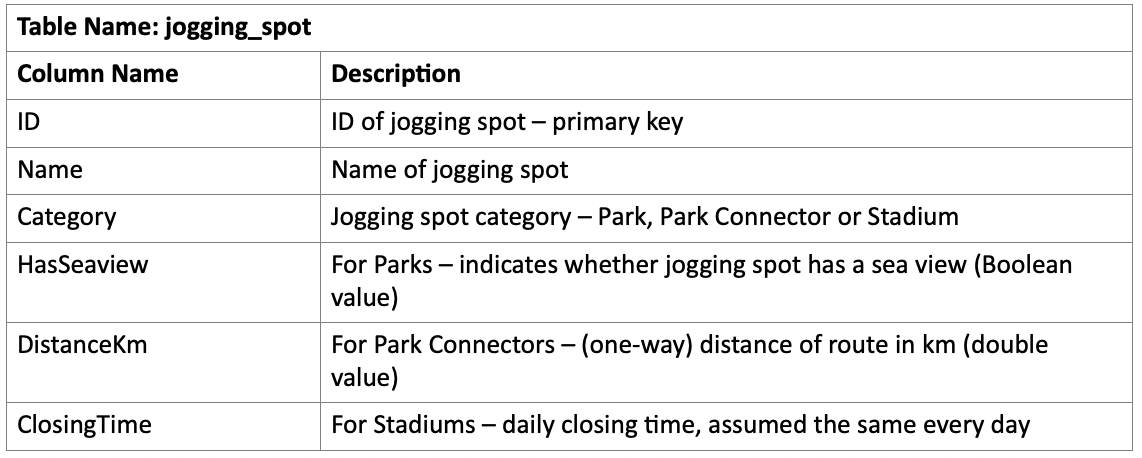 Table Name: jogging_spot
Column Name Description
ID ID of jogging spot – primary key
Name Name of jogging spot
Category Jogging spot category – Park, Park Connector or Stadium
HasSeaview For Parks – indicates whether jogging spot has a sea view (Boolean
value)
DistanceKm For Park Connectors – (one-way) distance of route in km (double
value)
ClosingTime For Stadiums – daily closing time, assumed the same every day